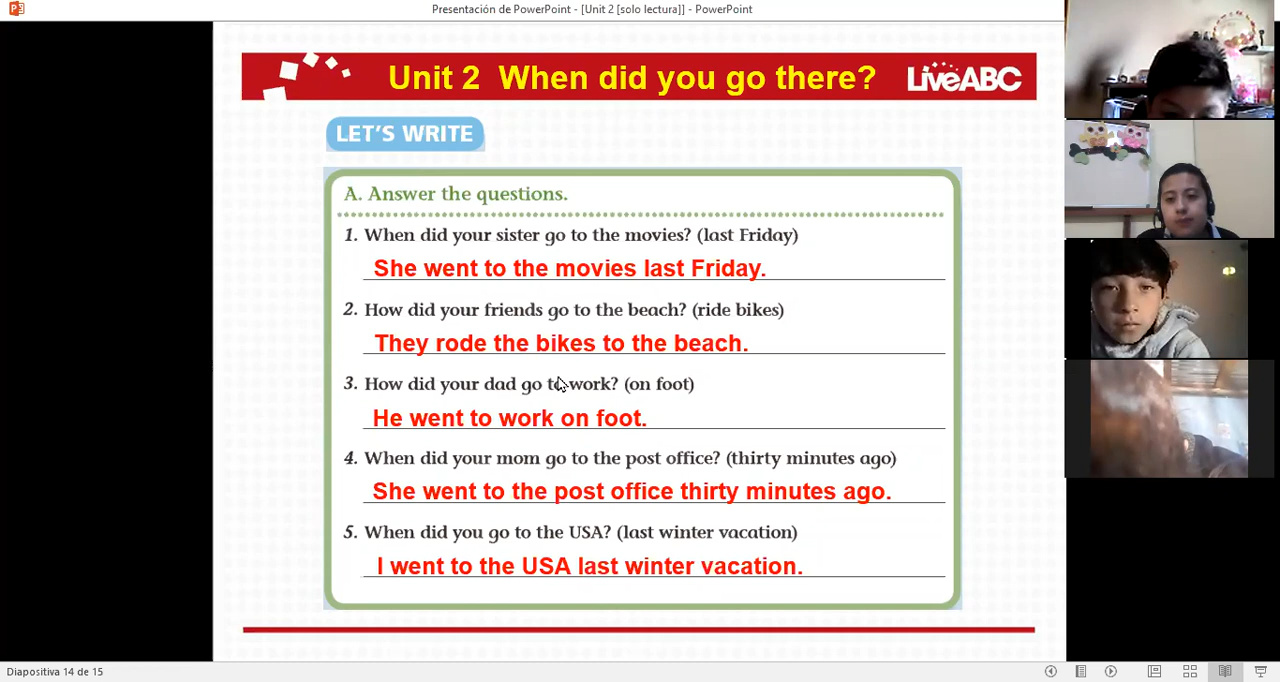 Presentación de PowerPoint - [Unit 2 [solo lectura]] - PowerPoint
Unit 2 When did you go there?
LiveABC
LET'S WRITE
A. Answer the questions.
1. When did your sister go to the movies? (last Friday)
She went to the movies last Friday.
2. How did your friends go to the beach? (ride bikes)
They rode the bikes to the beach.
3. How did your dad go to work? (on foot)
He went to work on foot.
4. When did your mom go to the post office? (thirty minutes ago)
She went to the post office thirty minutes ago.
5. When did you go to the USA? (last winter vacation)
I went to the USA last winter vacation.
Diapositiva 14 de 15